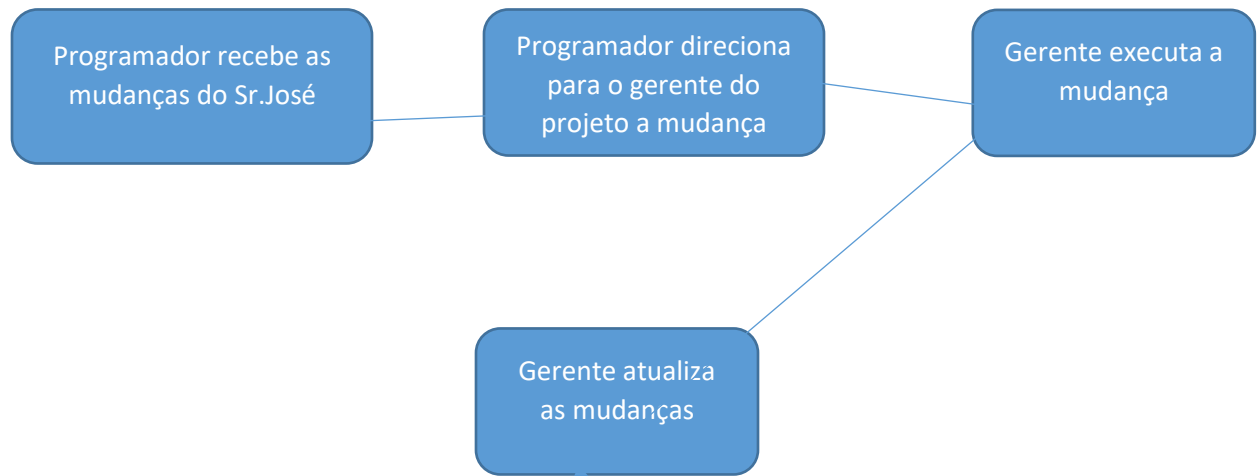 Programador recebe as
mudanças do Sr.José
Programador direciona
para o gerente do
projeto a mudança
Gerente executa a
mudança
Gerente atualiza
as mudanças